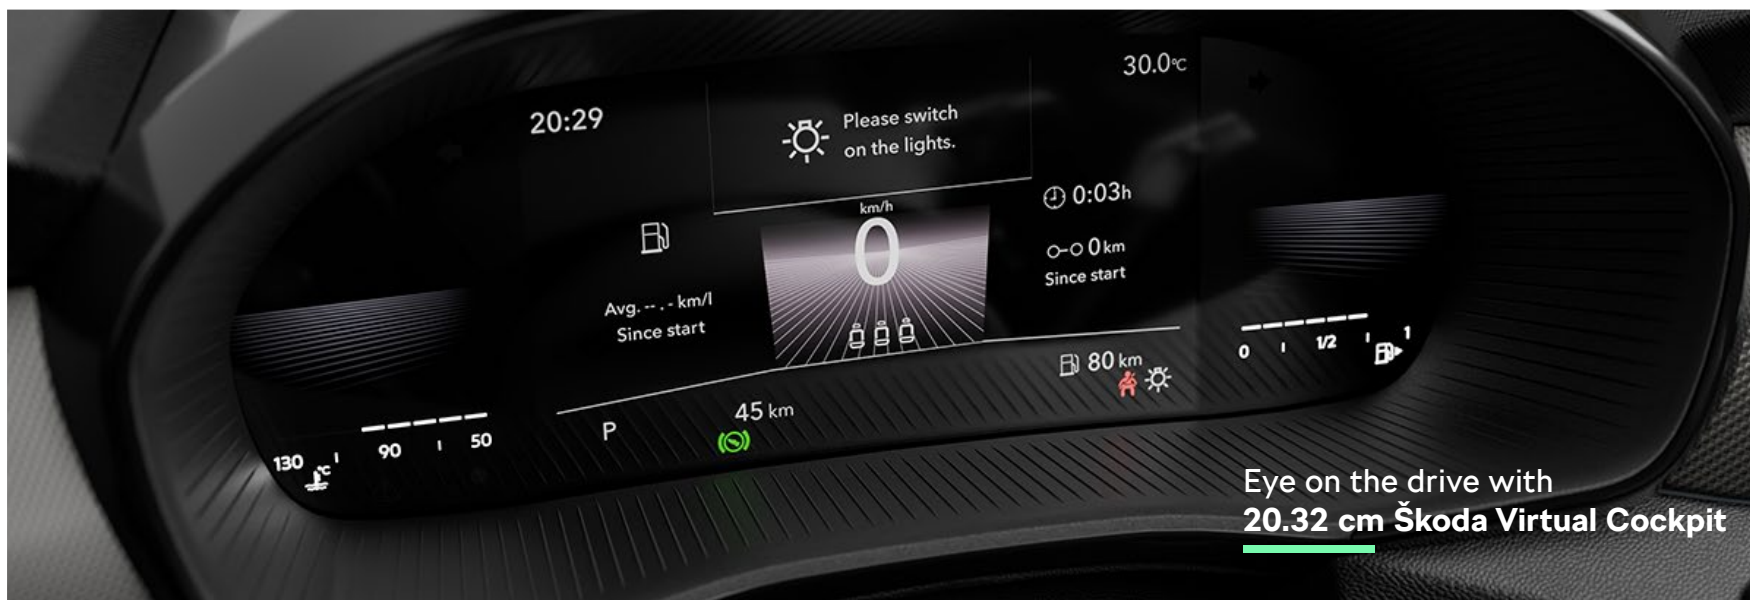 20:29
Please switch
on the lights.
30.0°C
km/h
0
0:03h
0 km
Since start
Avg. -- . - km/l
Since start
P
45 km
80 km
130
90
50
°C
0
1/2
1
Eye on the drive with
20.32 cm Škoda Virtual Cockpit